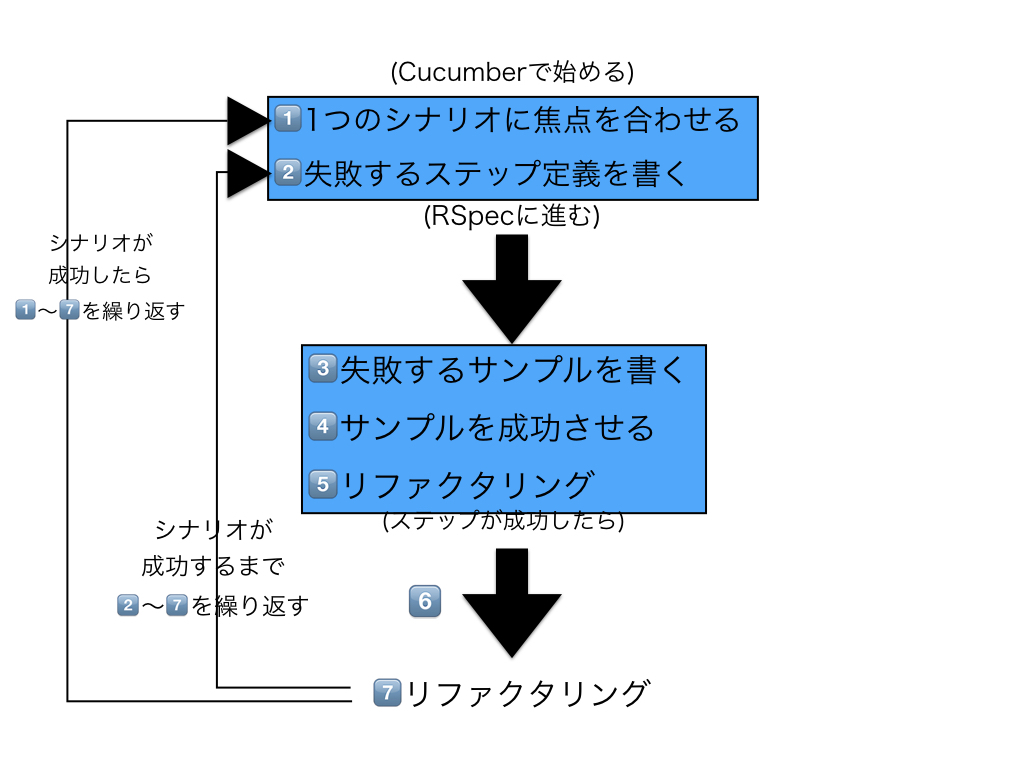 (Cucumberで始める)
1️⃣1つのシナリオに焦点を合わせる
2️⃣失敗するステップ定義を書く
(RSpecに進む)
シナリオが
成功したら
1️⃣〜7️⃣を繰り返す
3️⃣失敗するサンプルを書く
4️⃣サンプルを成功させる
5️⃣リファクタリング
(ステップが成功したら)
シナリオが
成功するまで
2️⃣〜7️⃣を繰り返す
6️⃣
7️⃣リファクタリング